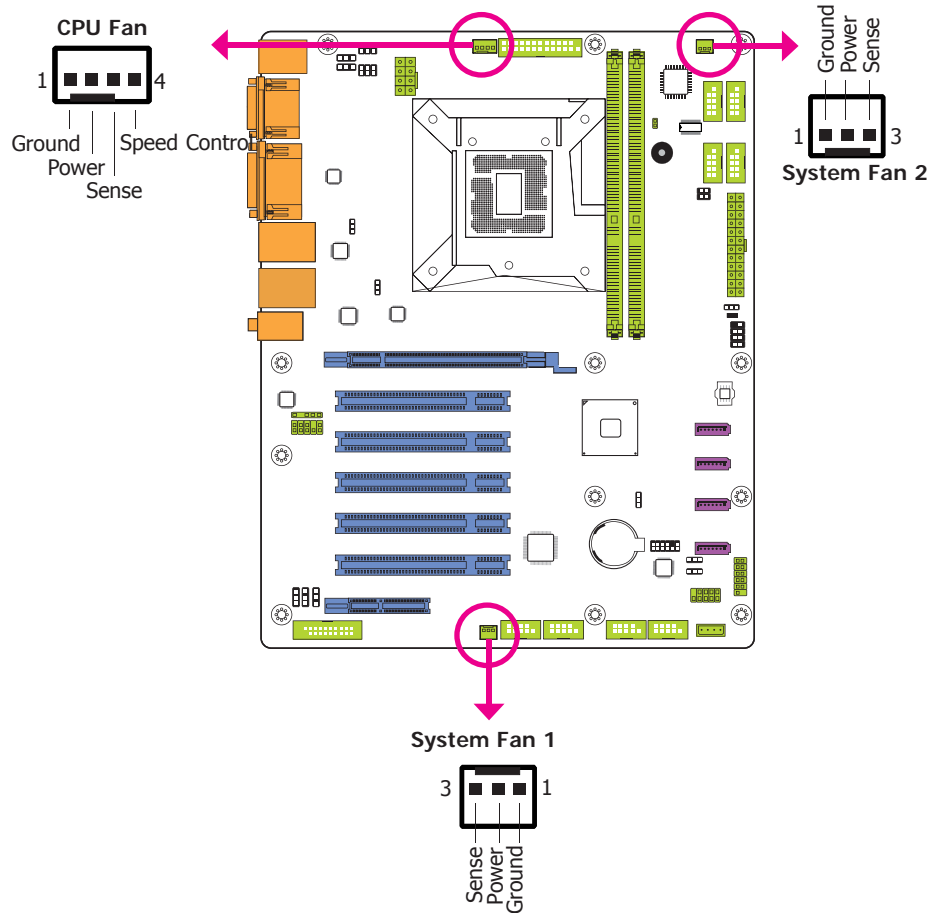 CPU Fan
1 4
Ground
Power
Sense
Speed Control
Ground
Power
Sense
1 3
System Fan 2
System Fan 1
3 1
Sense
Power
Ground